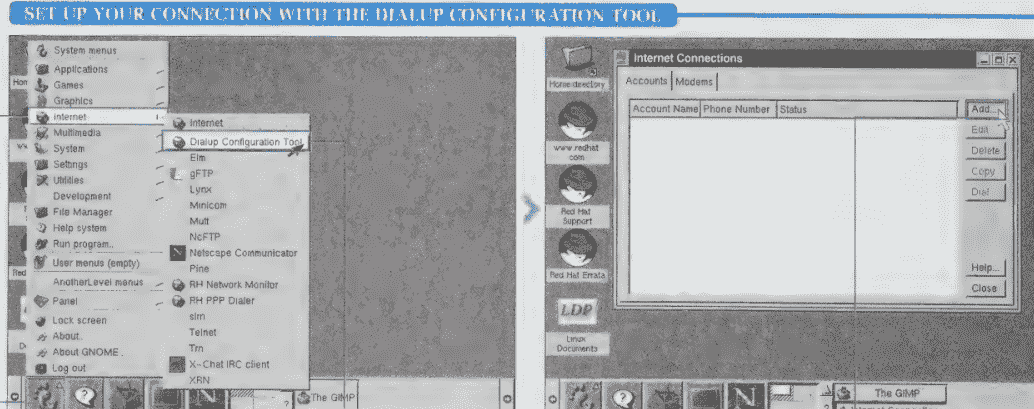 SET UP YOUR CONNECTION WITH THE DIALUP CONFIGURATION TOOL
System menus
Applications
Games
Graphics
Internet
Multimedia
System
Settings
Utilities
Development
File Manager
Help system
Run program..
User menus (empty)
AnotherLevel menus
Panel
Lock screen
About..
About GNOME..
Log out
Internet
Dialup Configuration Tool
Elm
gFTP
Lynx
Minicom
Mutt
NcFTP
Netscape Communicator
Pine
RH Network Monitor
RH PPP Dialer
slrn
Telnet
Trn
X-Chat IRC client
XRN
The GIMP
Home directory
www.redhat
com
Red Hat
Support
Red Hat Errata
LDP
Linux
Documents
Internet Connections
Accounts Modems
Account Name Phone Number Status
Add...
Edit
Delete
Copy
Dial
Help...
Close
The GIMP